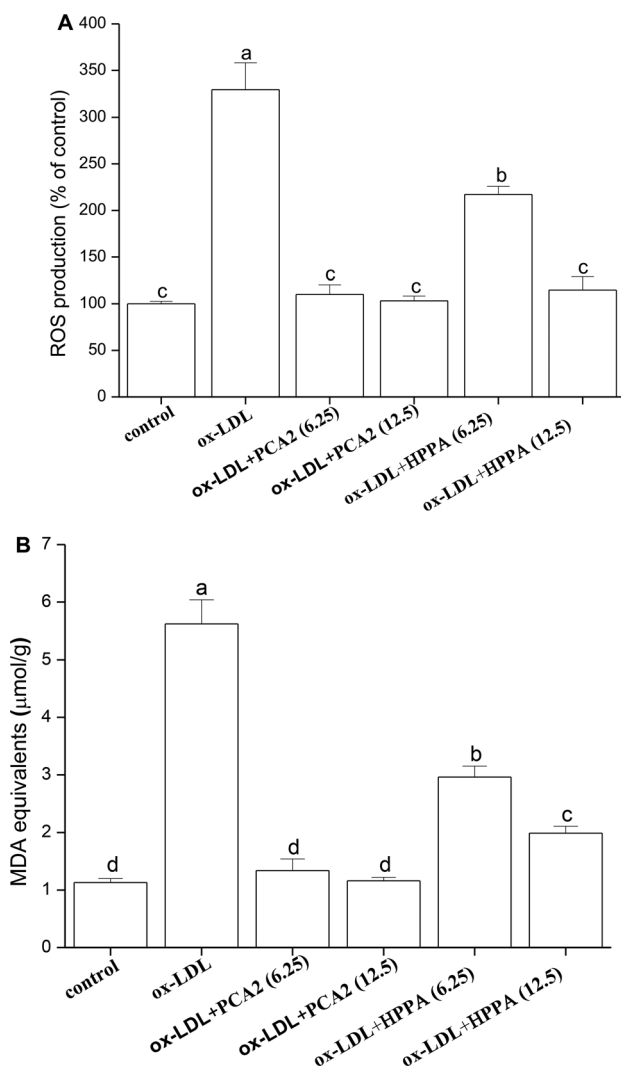 A
400
350
300
250
200
150
100
50
0
ROS production (% of control)
c
a
c
c
b
c
control
ox-LDL
ox-LDL+PCA2 (6.25)
ox-LDL+PCA2 (12.5)
ox-LDL+HPPA (6.25)
ox-LDL+HPPA (12.5)
B
7
6
5
4
3
2
1
0
MDA equivalents (μmol/g)
d
a
d
d
b
c
control
ox-LDL
ox-LDL+PCA2 (6.25)
ox-LDL+PCA2 (12.5)
ox-LDL+HPPA (6.25)
ox-LDL+HPPA (12.5)